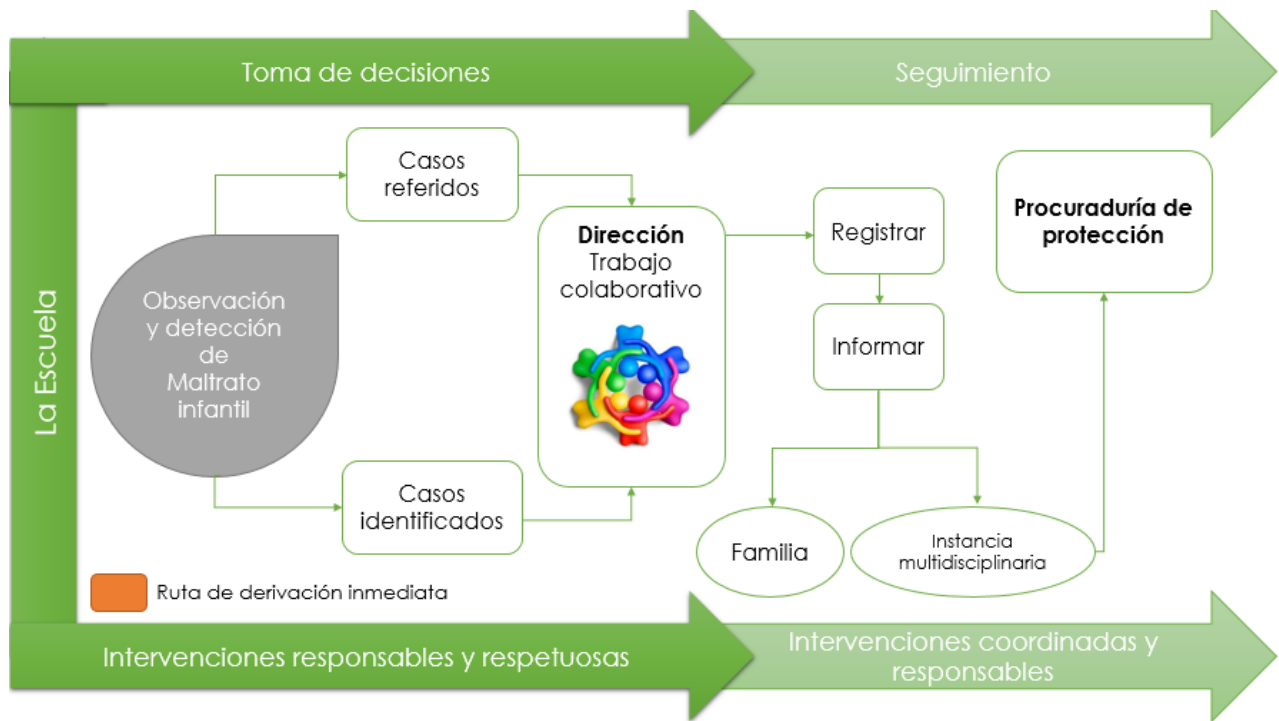 Toma de decisiones
Seguimiento
La Escuela
Observación
y detección
de
Maltrato
infantil
Casos
referidos
Casos
identificados
Dirección
Trabajo
colaborativo
Registrar
Informar
Familia
Instancia
multidisciplinaria
Procuraduría de
protección
Ruta de derivación inmediata
Intervenciones responsables y respetuosas
Intervenciones coordinadas y
responsables